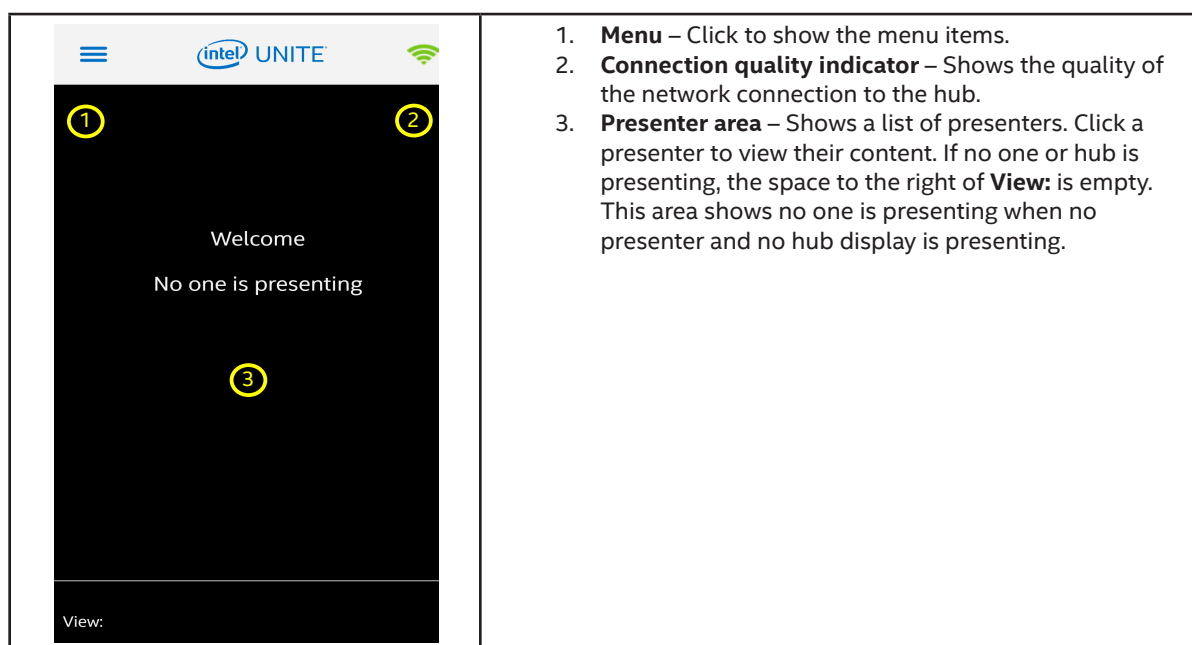 intel UNITE
1
2
Welcome
No one is presenting
3
View:
1. Menu – Click to show the menu items.
2. Connection quality indicator – Shows the quality of
the network connection to the hub.
3. Presenter area – Shows a list of presenters. Click a
presenter to view their content. If no one or hub is
presenting, the space to the right of View: is empty.
This area shows no one is presenting when no
presenter and no hub display is presenting.